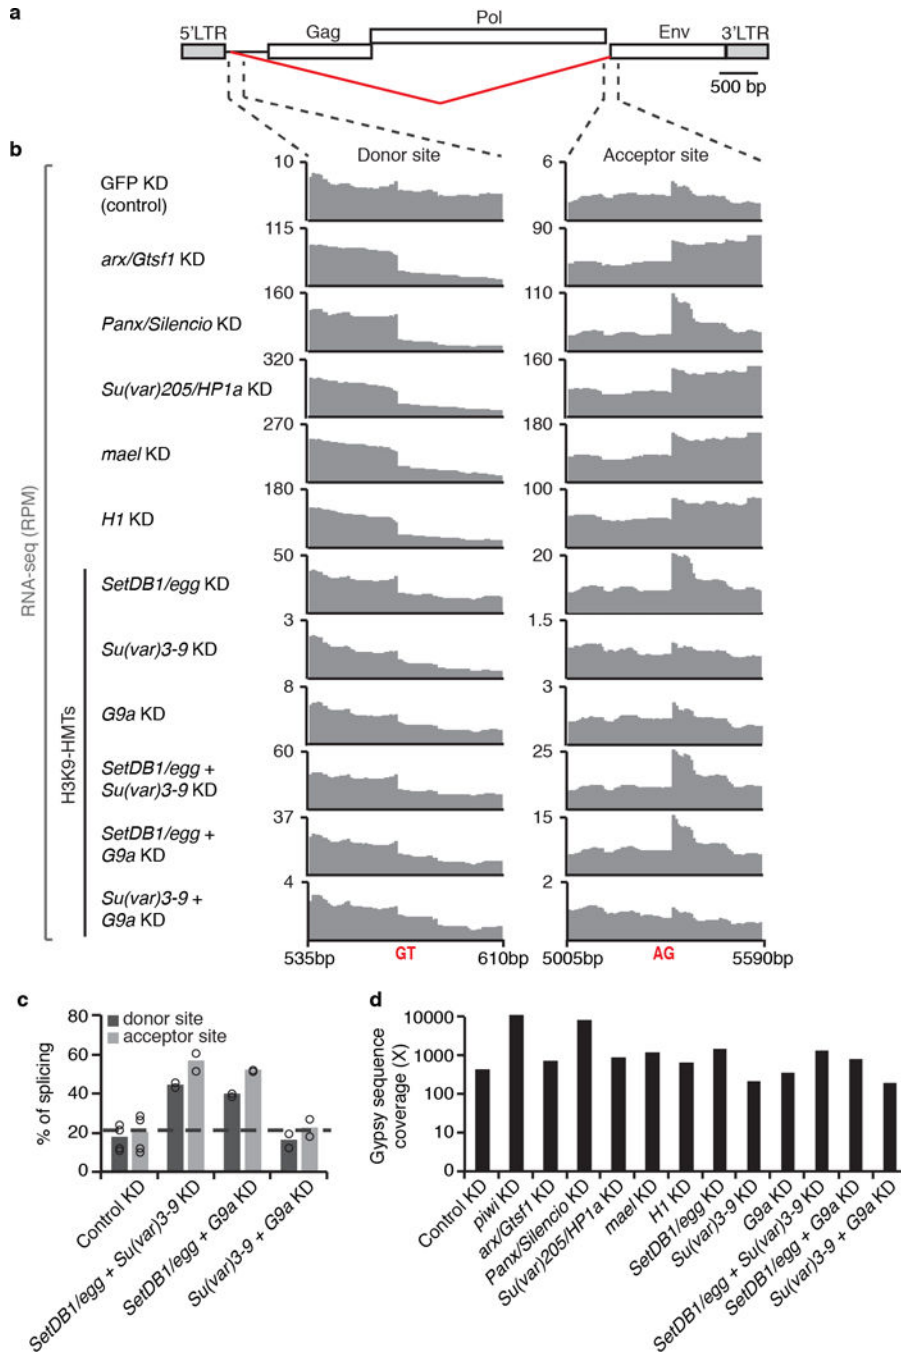 a
5'LTR
Gag
Pol
Env
3'LTR
500 bp
b
Donor site
Acceptor site
RNA-seq (RPM)
H3K9-HMTs
GFP KD
(control)
10
6
arx/Gtsf1 KD
115
90
Panx/Silencio KD
160
110
Su(var)205/HP1a KD
320
160
mael KD
270
180
H1 KD
180
100
SetDB1/egg KD
50
20
Su(var)3-9 KD
3
1.5
G9a KD
8
3
SetDB1/egg +
Su(var)3-9 KD
60
25
SetDB1/egg +
G9a KD
37
15
Su(var)3-9 +
G9a KD
4
2
535bp
GT
610bp
5005bp
AG
5590bp
c
% of splicing
80
60
40
20
0
donor site
acceptor site
Control KD
SetDB1/egg + Su(var)3-9 KD
SetDB1/egg + G9a KD
Su(var)3-9 + G9a KD
d
Gypsy sequence
coverage (X)
10000
1000
100
10
0
Control KD
piwi KD
arx/Gtsf1 KD
Panx/Silencio KD
Su(var)205/HP1a KD
mael KD
H1 KD
SetDB1/egg KD
Su(var)3-9 KD
G9a KD
SetDB1/egg + Su(var)3-9 KD
SetDB1/egg + G9a KD
Su(var)3-9 + G9a KD